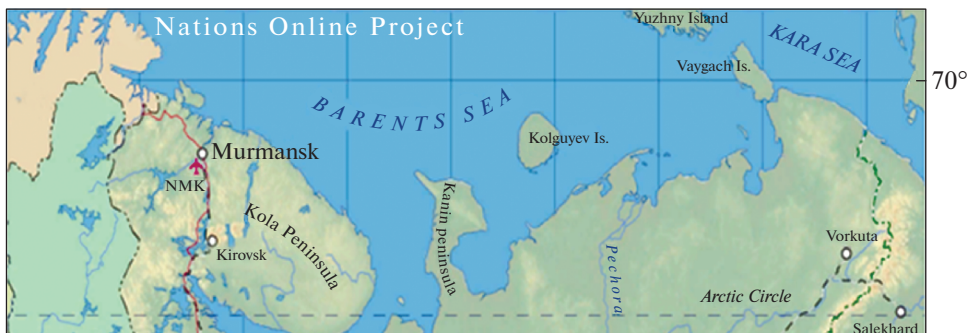 Nations Online Project
Yuzhny Island
KARA SEA
Vaygach Is.
70°
BARENTS SEA
Kolguyev Is.
Murmansk
NMK
Kanin peninsula
Kola Peninsula
Kirovsk
Pechora
Vorkuta
Arctic Circle
Salekhard